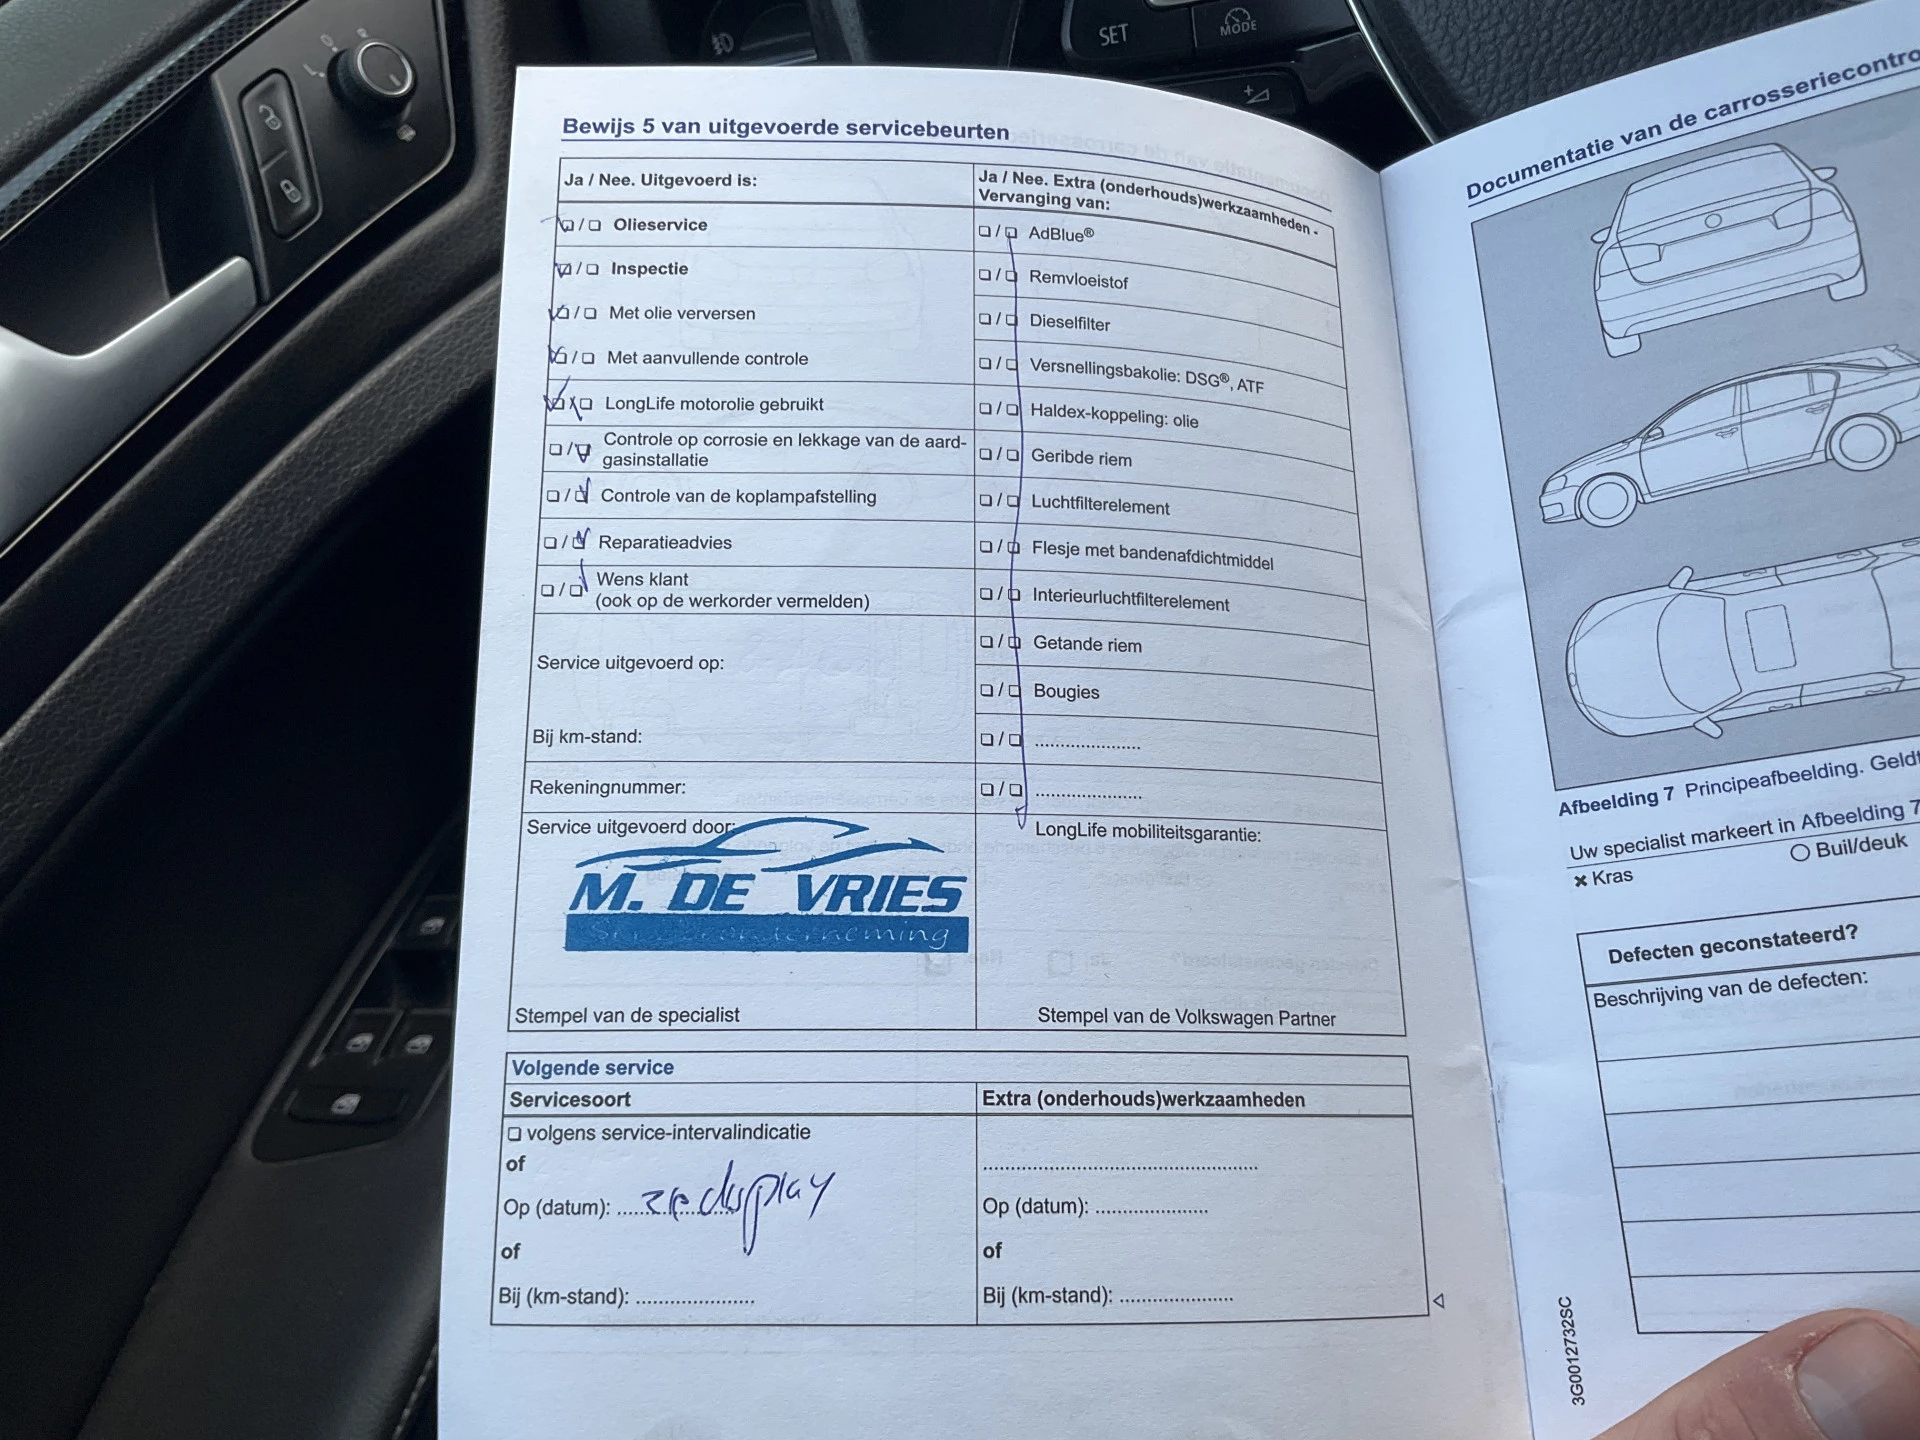 SET
MODE
Bewijs 5 van uitgevoerde servicebeurten
Ja / Nee. Uitgevoerd is:
Olieservice
Inspectie
Met olie verversen
Met aanvullende controle
LongLife motorolie gebruikt
Controle op corrosie en lekkage van de aard-
gasinstallatie
Controle van de koplampafstelling
Reparatieadvies
Wens klant
(ook op de werkorder vermelden)
Service uitgevoerd op:
Bij km-stand:
Rekeningnummer:
Service uitgevoerd door:
M. DE VRIES
Stempel van de specialist
Ja / Nee. Extra (onderhouds)werkzaamheden -
Vervanging van:
AdBlue®
Remvloeistof
Dieselfilter
Versnellingsbakolie: DSG®, ATF
Haldex-koppeling: olie
Geribde riem
Luchtfilterelement
Flesje met bandenafdichtmiddel
Interieurluchtfilterelement
Getande riem
Bougies
LongLife mobiliteitsgarantie:
Stempel van de Volkswagen Partner
Volgende service
Servicesoort
volgens service-intervalindicatie
of
Op (datum): display
of
Bij (km-stand):
Extra (onderhouds)werkzaamheden
Op (datum):
of
Bij (km-stand):
Documentatie van de carrosseriecontro
Afbeelding 7 Principeafbeelding. Geldt
Uw specialist markeert in Afbeelding 7
Buil/deuk
Kras
Defecten geconstateerd?
Beschrijving van de defecten:
3G0012732SC